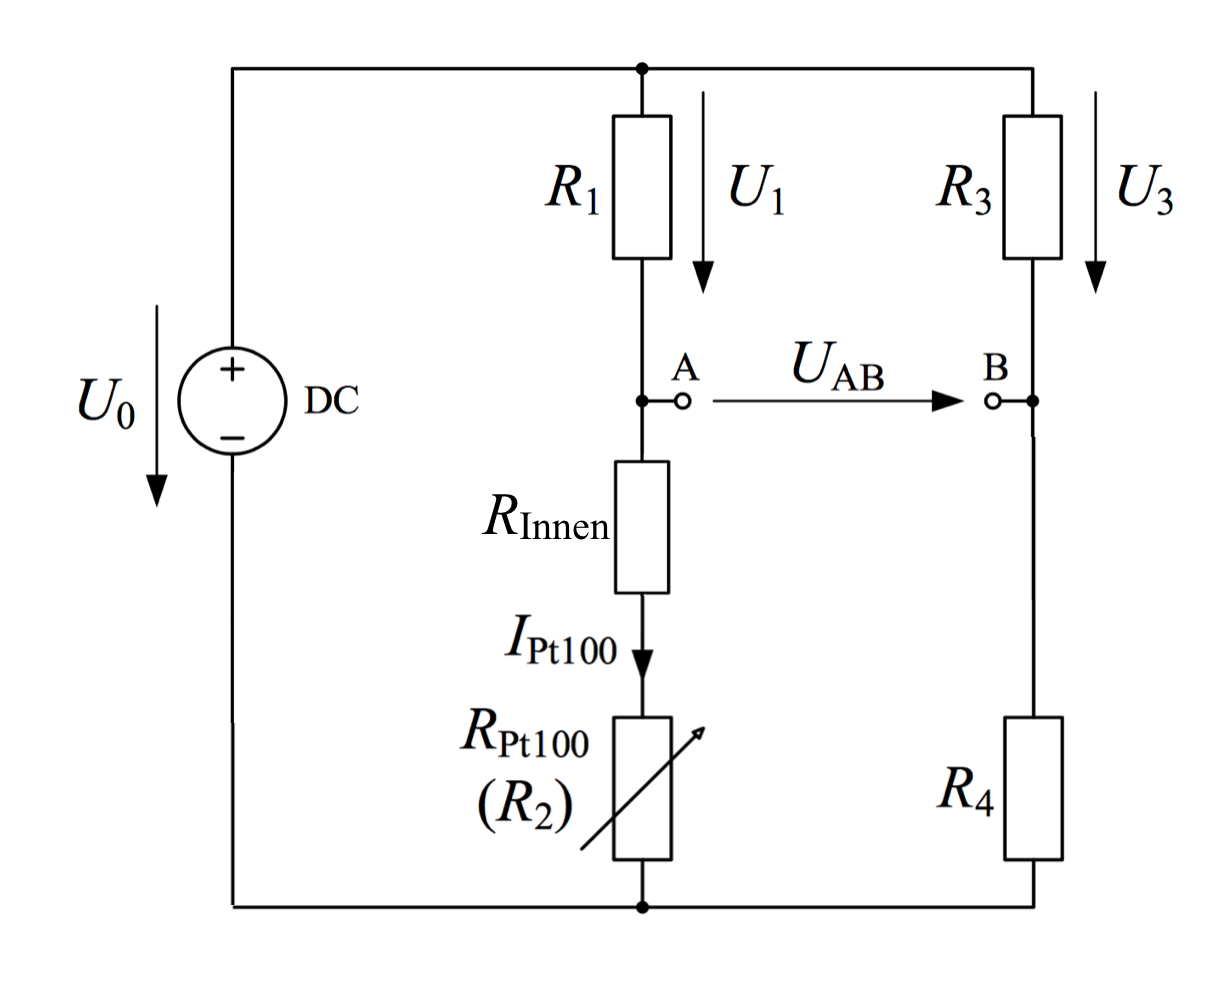 R1
U1
R3
U3
A
UAB
B
U0
+
−
DC
RInnen
IPt100
RPt100
(R2)
R4